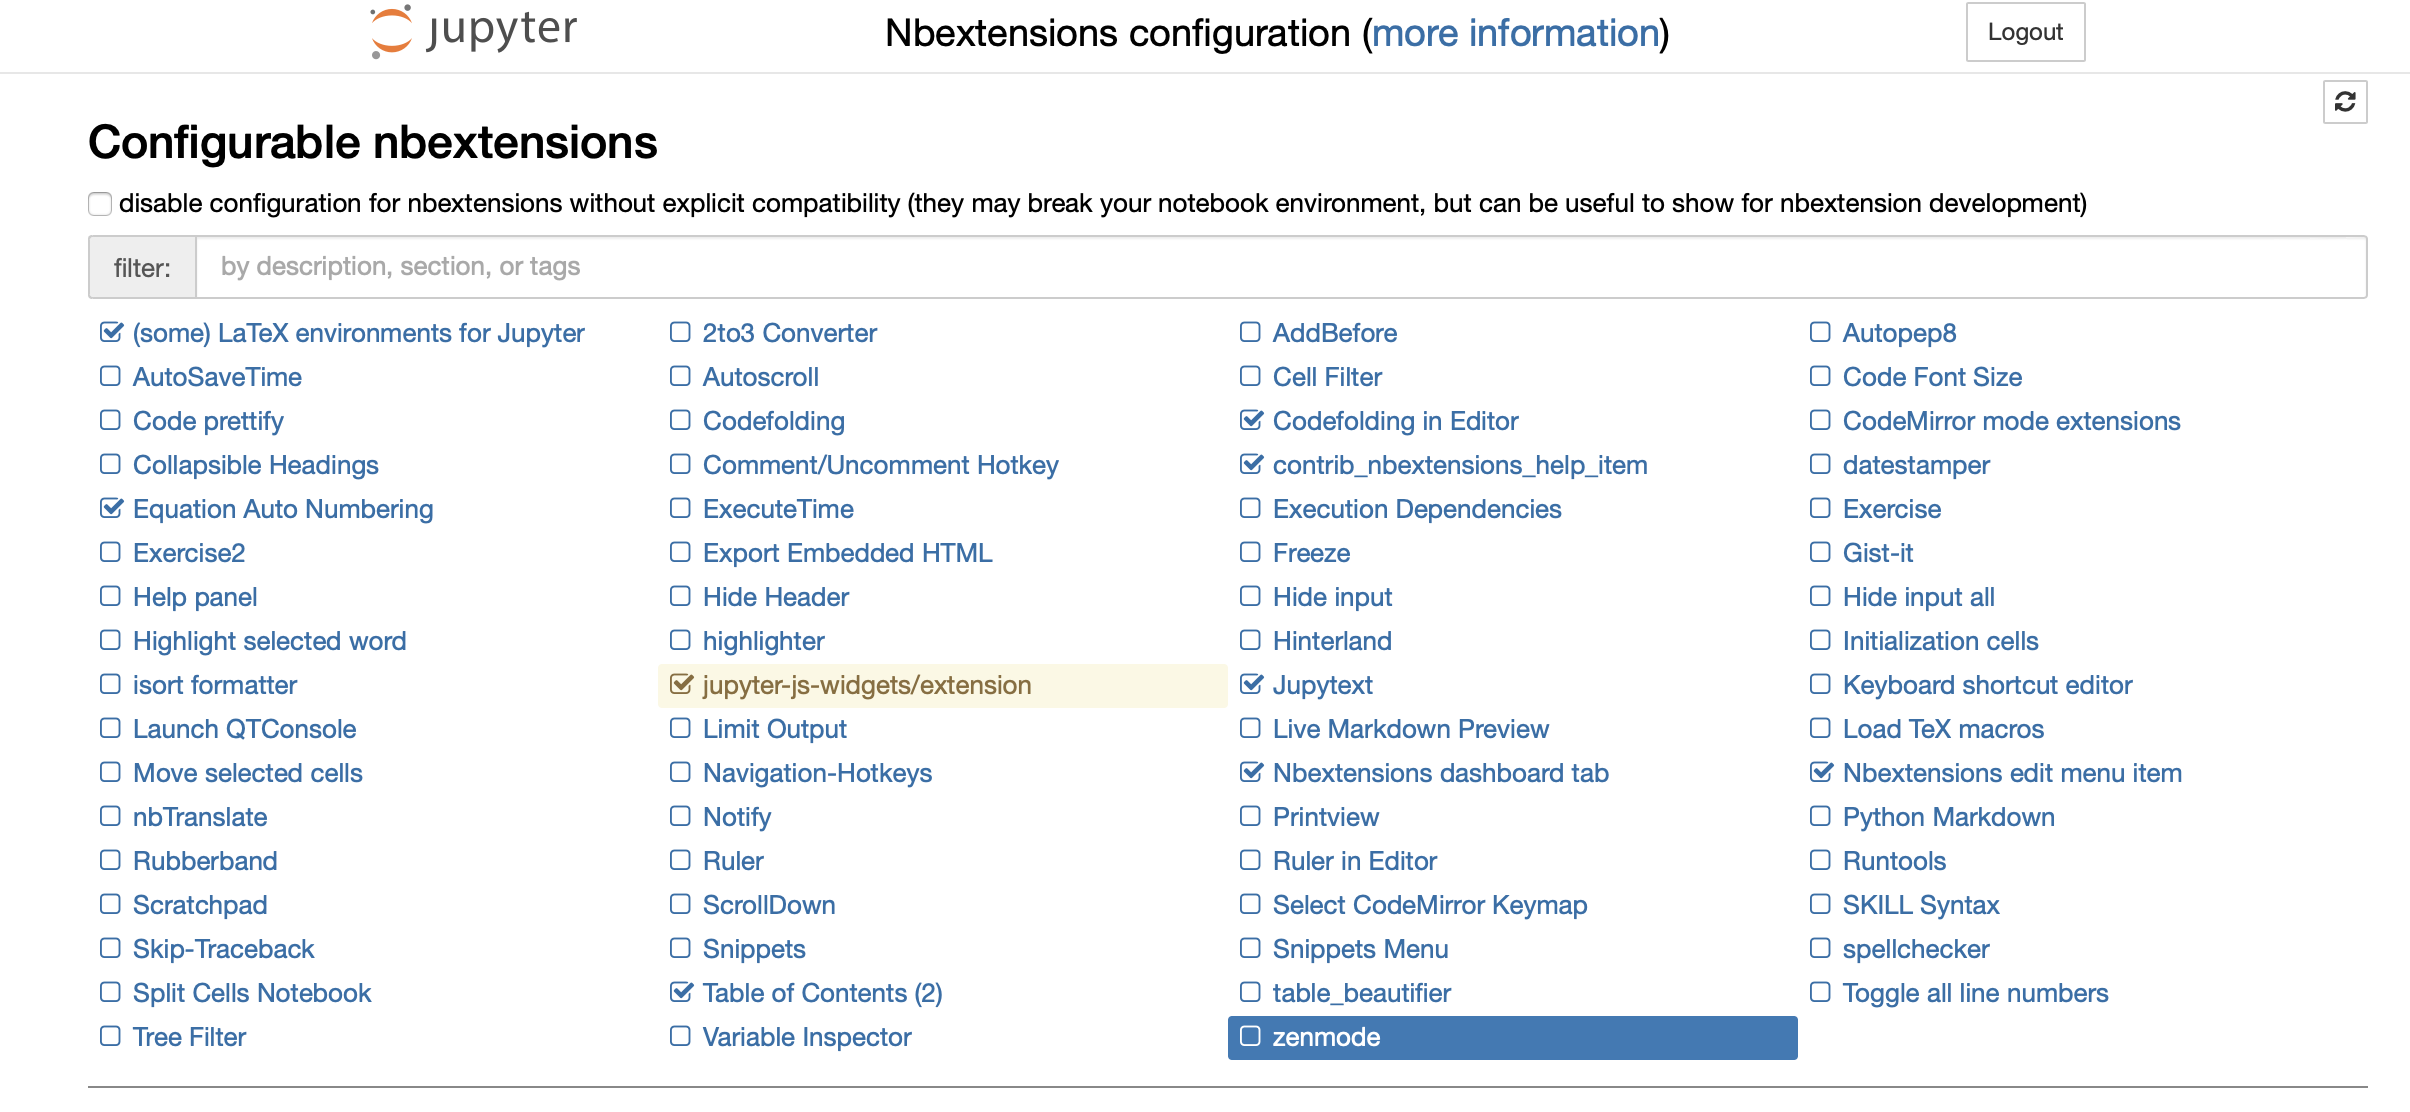 jupyter Nbextensions configuration (more information) Logout
Configurable nbextensions
disable configuration for nbextensions without explicit compatibility (they may break your notebook environment, but can be useful to show for nbextension development)
filter: by description, section, or tags
(some) LaTeX environments for Jupyter 2to3 Converter AddBefore Autopep8
AutoSaveTime Autoscroll Cell Filter Code Font Size
Code prettify Codefolding Codefolding in Editor CodeMirror mode extensions
Collapsible Headings Comment/Uncomment Hotkey contrib_nbextensions_help_item datestamper
Equation Auto Numbering ExecuteTime Execution Dependencies Exercise
Exercise2 Export Embedded HTML Freeze Gist-it
Help panel Hide Header Hide input Hide input all
Highlight selected word highlighter Hinterland Initialization cells
isort formatter jupyter-js-widgets/extension Jupytext Keyboard shortcut editor
Launch QTConsole Limit Output Live Markdown Preview Load TeX macros
Move selected cells Navigation-Hotkeys Nbextensions dashboard tab Nbextensions edit menu item
nbTranslate Notify Printview Python Markdown
Rubberband Ruler Ruler in Editor Runtools
Scratchpad ScrollDown Select CodeMirror Keymap SKILL Syntax
Skip-Traceback Snippets Snippets Menu spellchecker
Split Cells Notebook Table of Contents (2) table_beautifier Toggle all line numbers
Tree Filter Variable Inspector zenmode